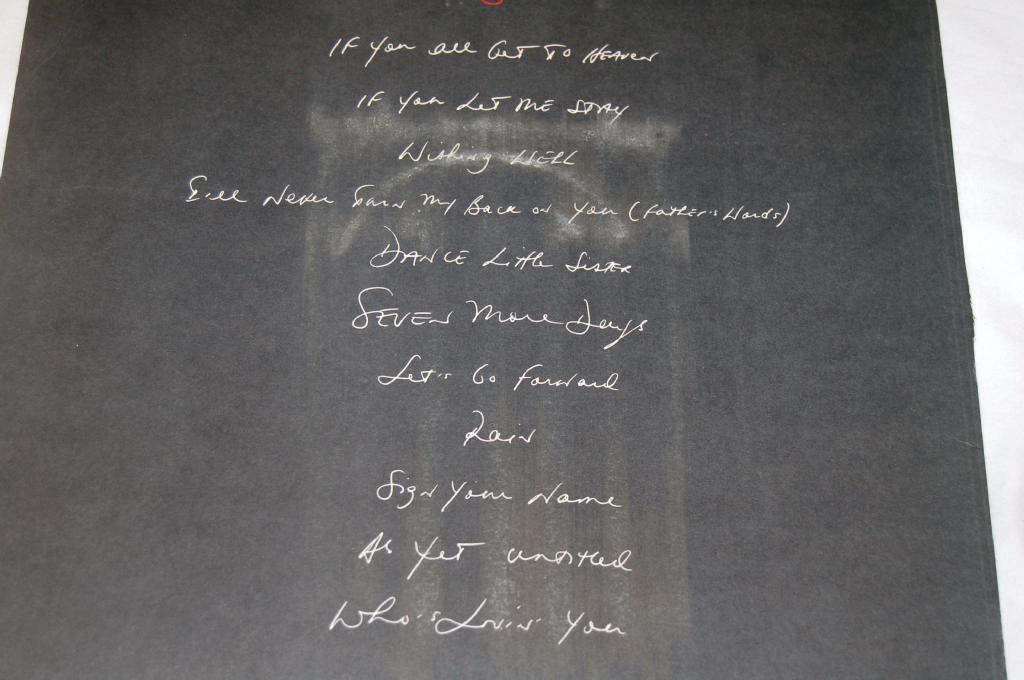 If You All Get To Heaven
If You Let Me Stay
Wishing Well
I'll Never Turn My Back on You (Father's Words)
Dance Little Sister
Seven More Days
Let's Go Forward
Rain
Sign Your Name
As Yet Untitled
Who's Lovin' You